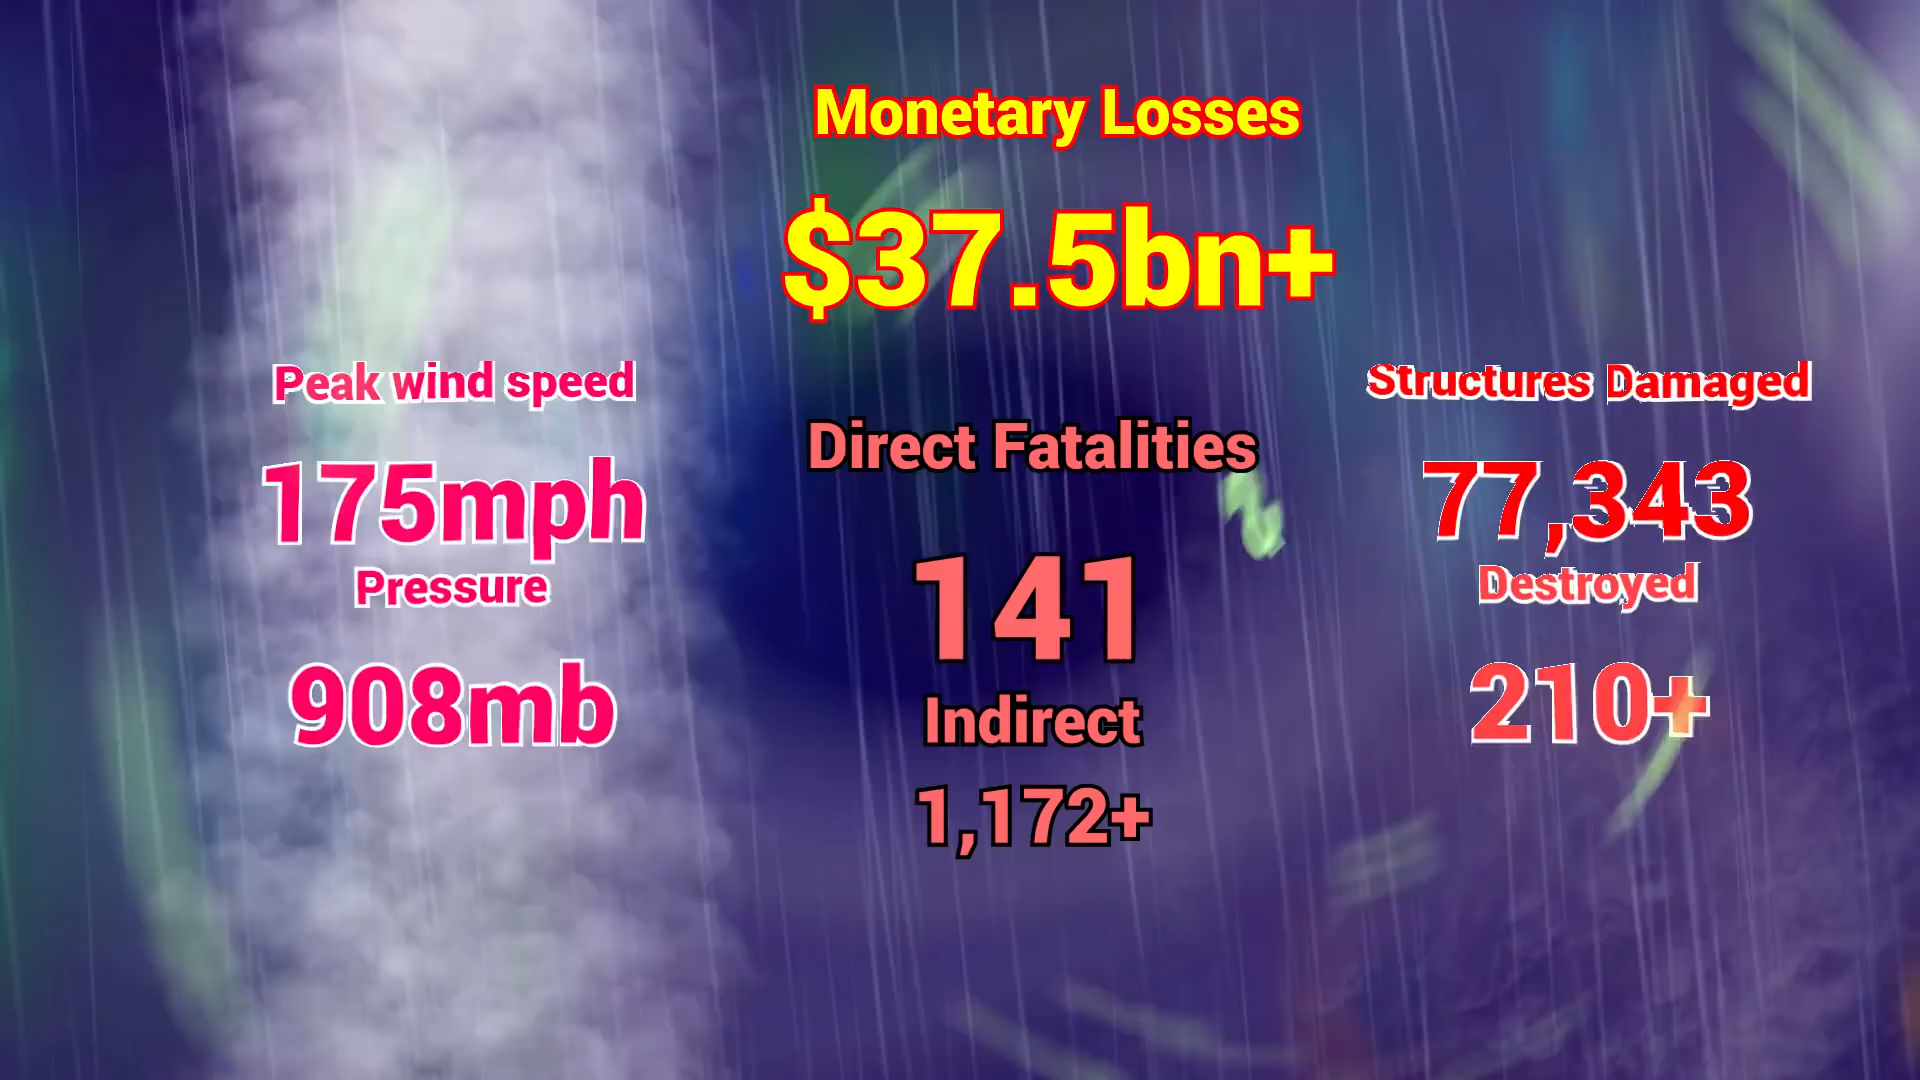 Monetary Losses
$37.5bn+
Peak wind speed
175mph
Pressure
908mb
Direct Fatalities
141
Indirect
1,172+
Structures Damaged
77,343
Destroyed
210+